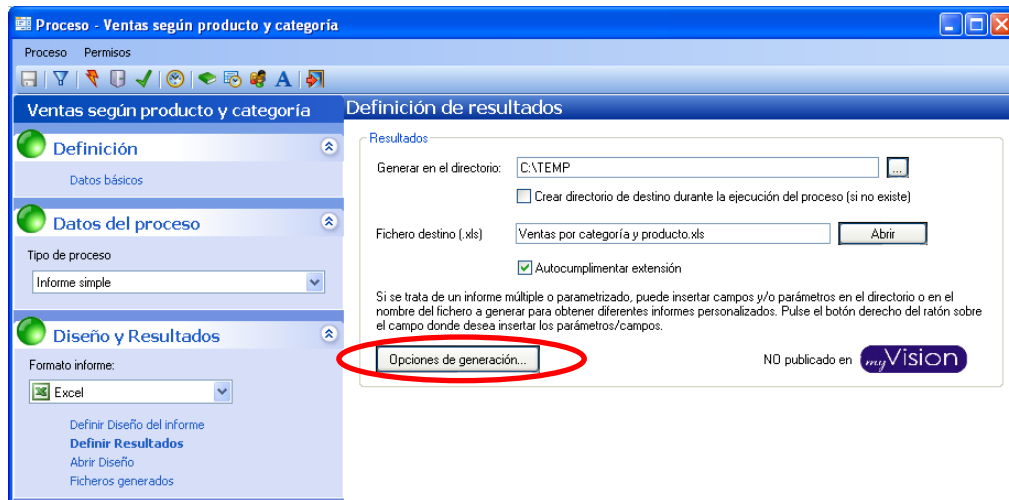 Proceso - Ventas según producto y categoría
Proceso Permisos
A
Ventas según producto y categoría
Definición
Datos básicos
Datos del proceso
Tipo de proceso
Informe simple
Diseño y Resultados
Formato informe:
Excel
Definir Diseño del informe
Definir Resultados
Abrir Diseño
Ficheros generados
Definición de resultados
Resultados
Generar en el directorio: C:\TEMP ...
Crear directorio de destino durante la ejecución del proceso (si no existe)
Fichero destino (.xls) Ventas por categoría y producto.xls Abrir
Autocumplimentar extensión
Si se trata de un informe múltiple o parametrizado, puede insertar campos y/o parámetros en el directorio o en el
nombre del fichero a generar para obtener diferentes informes personalizados. Pulse el botón derecho del ratón sobre
el campo donde desea insertar los parámetros/campos.
Opciones de generación... NO publicado en myVision